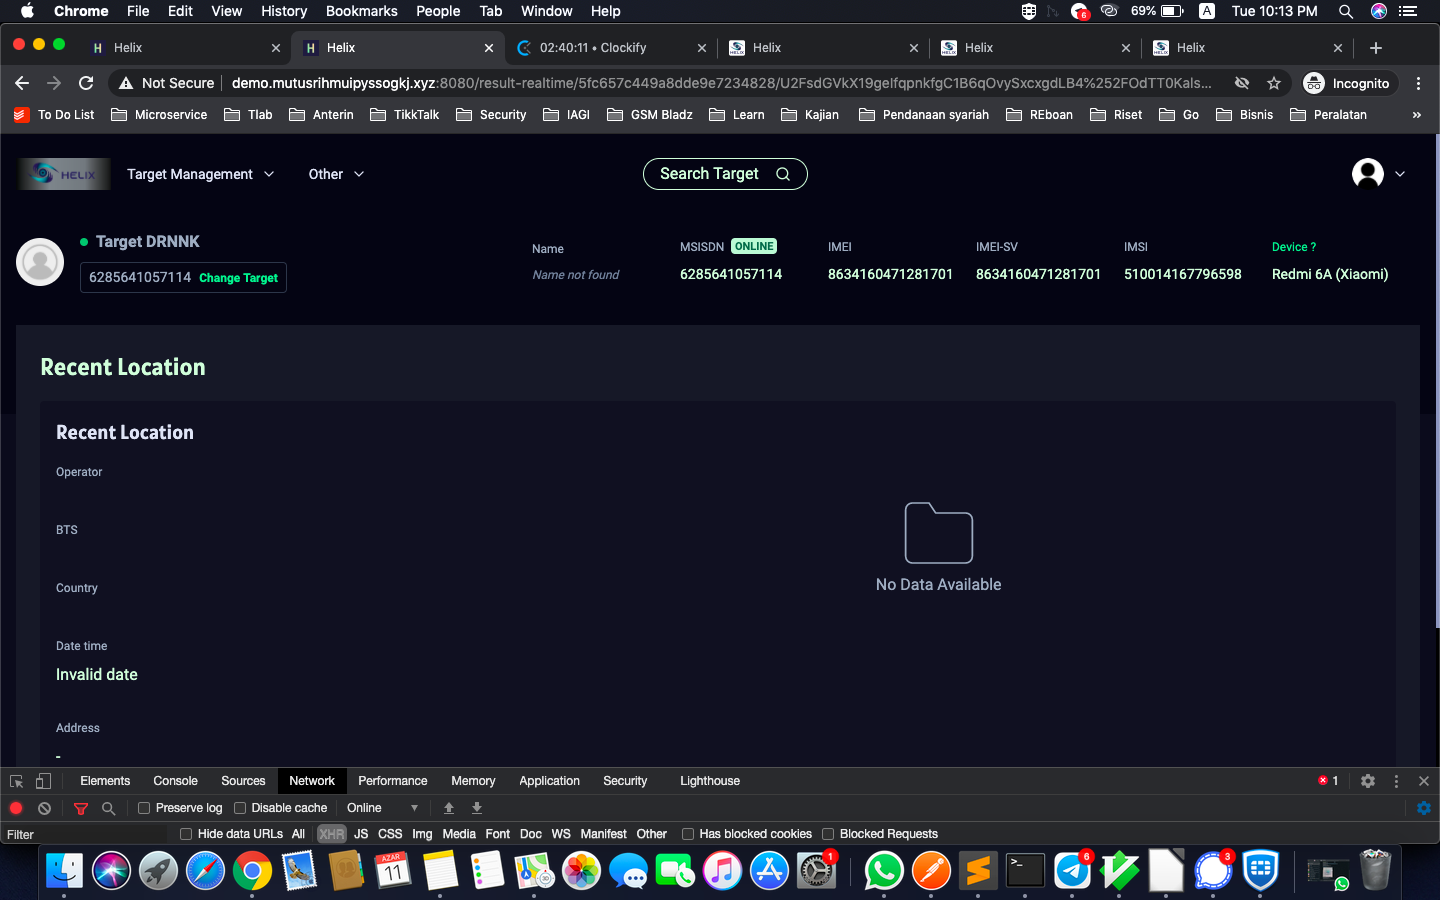 Chrome File Edit View History Bookmarks People Tab Window Help 6 69% A Tue 10:13 PM
Helix Helix 02:40:11 • Clockify Helix Helix Helix
Not Secure demo.mutusrihmuipyssogkj.xyz:8080/result-realtime/5fc657c449a8dde9e7234828/U2FsdGVkX19geIfqpnkfgC1B6qOvySxcxgdLB4%252FOdTT0Kals... Incognito
To Do List Microservice Tlab Anterin TikkTalk Security IAGI GSM Bladz Learn Kajian Pendanaan syariah REboan Riset Go Bisnis Peralatan »
HELIX Target Management Other Search Target
Target DRNNK
6285641057114 Change Target
Name MSISDN ONLINE IMEI IMEI-SV IMSI Device ?
Name not found 6285641057114 8634160471281701 8634160471281701 510014167796598 Redmi 6A (Xiaomi)
Recent Location
Recent Location
Operator
BTS
Country
Date time
Invalid date
Address
-
No Data Available
Elements Console Sources Network Performance Memory Application Security Lighthouse 1
Preserve log Disable cache Online
Filter Hide data URLs All XHR JS CSS Img Media Font Doc WS Manifest Other Has blocked cookies Blocked Requests
AZAR
11
1
6
3